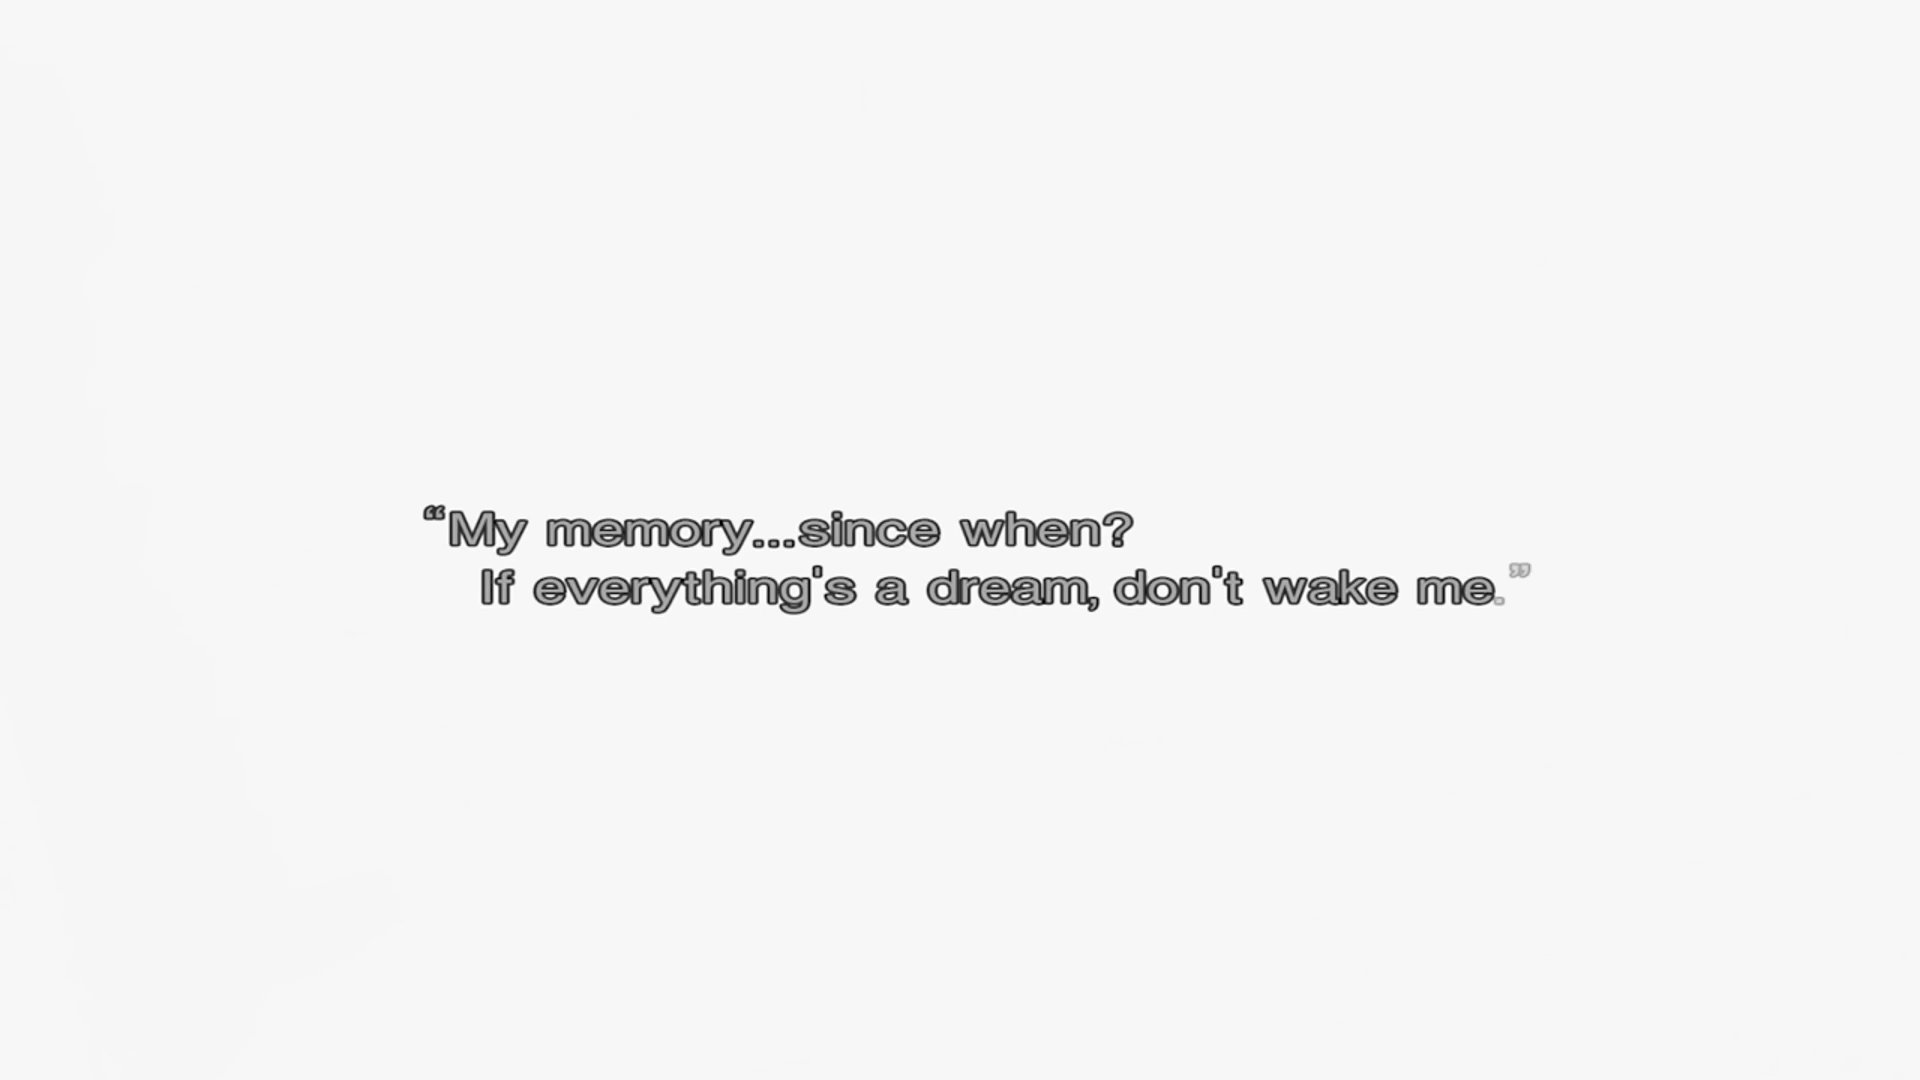 “My memory...since when?
If everything's a dream, don't wake me.”